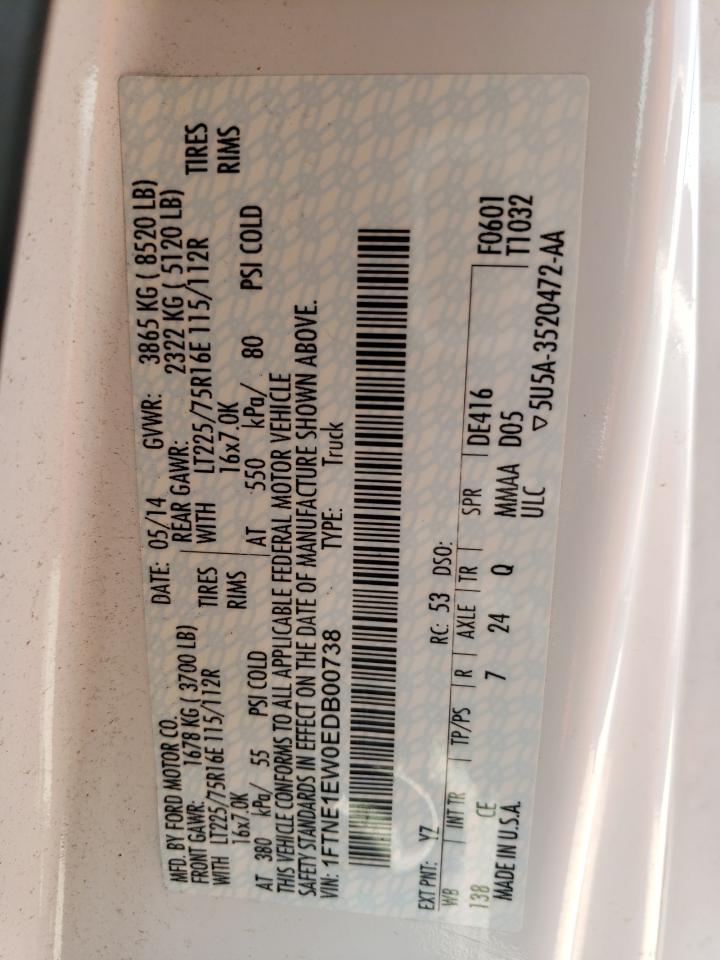 MFD. BY FORD MOTOR CO. DATE: 05/14 GVWR: 3865 KG ( 8520 LB)
FRONT GAWR: 1678 KG ( 3700 LB) REAR GAWR: 2322 KG ( 5120 LB)
WITH LT225/75R16E 115/112R TIRES WITH LT225/75R16E 115/112R TIRES
16x7.0K RIMS 16x7.0K RIMS
AT 380 kPa/ 55 PSI COLD AT 550 kPa/ 80 PSI COLD
THIS VEHICLE CONFORMS TO ALL APPLICABLE FEDERAL MOTOR VEHICLE
SAFETY STANDARDS IN EFFECT ON THE DATE OF MANUFACTURE SHOWN ABOVE.
VIN: 1FTNE1EW0EDB00738 TYPE: Truck
EXT PNT: YZ RC: 53 DSO:
WB INT TR TP/PS R AXLE TR SPR DE416 F0601
138 CE 7 24 Q MMAA D05 T1032
MADE IN U.S.A. ULC ▽5U5A-3520472-AA